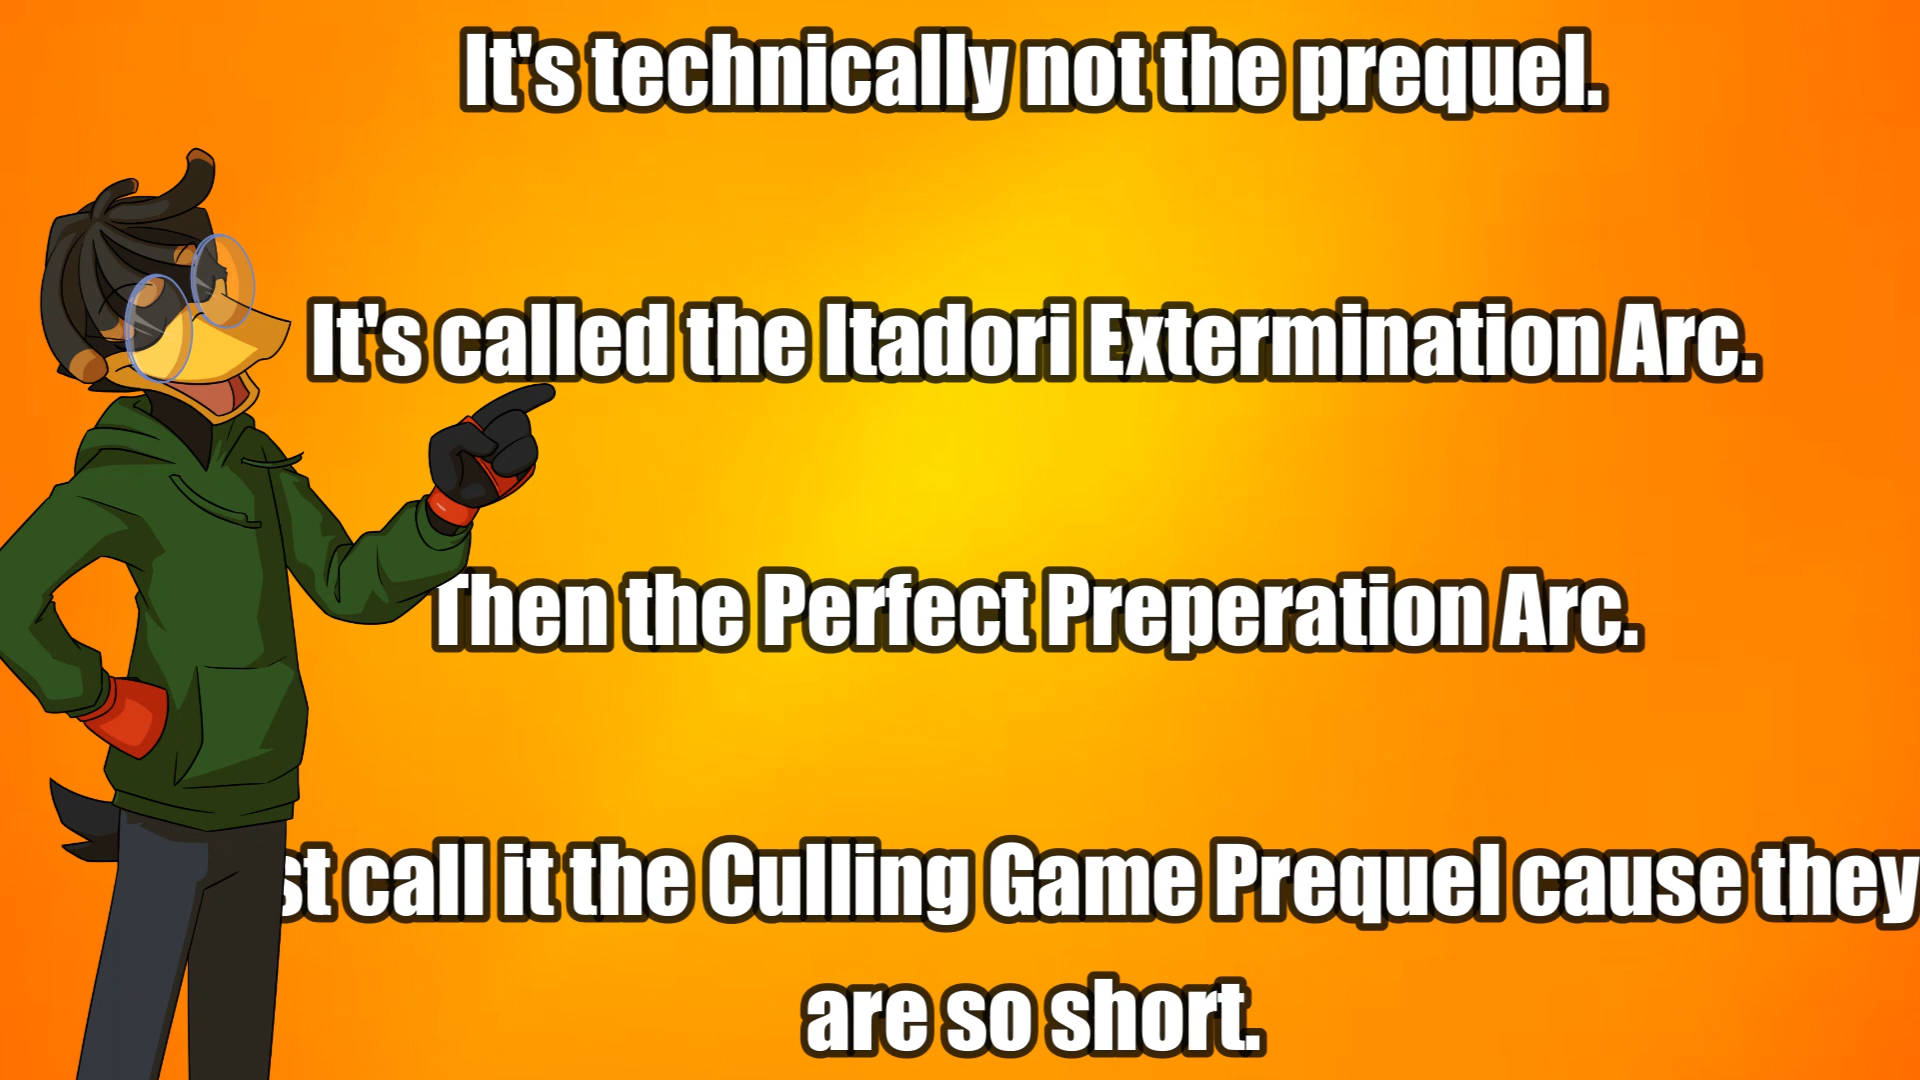 It's technically not the prequel.
It's called the Itadori Extermination Arc.
Then the Perfect Preperation Arc.
call it the Culling Game Prequel cause they
are so short.